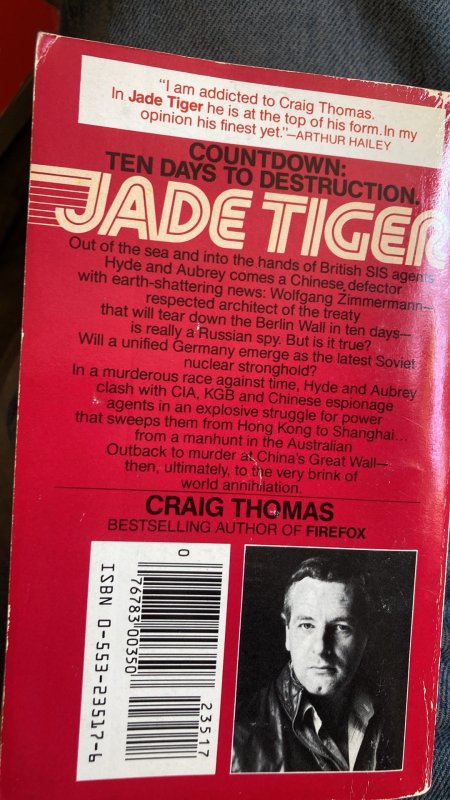 “I am addicted to Craig Thomas.
In Jade Tiger he is at the top of his form. In my
opinion his finest yet.”—ARTHUR HAILEY
COUNTDOWN:
TEN DAYS TO DESTRUCTION.
JADE TIGER
Out of the sea and into the hands of British SIS agents
Hyde and Aubrey comes a Chinese defector
with earth-shattering news: Wolfgang Zimmermann—
respected architect of the treaty
that will tear down the Berlin Wall in ten days—
is really a Russian spy. But is it true?
Will a unified Germany emerge as the latest Soviet
nuclear stronghold?
In a murderous race against time, Hyde and Aubrey
clash with CIA, KGB and Chinese espionage
agents in an explosive struggle for power
that sweeps them from Hong Kong to Shanghai...
from a manhunt in the Australian
Outback to murder at China's Great Wall—
then, ultimately, to the very brink of
world annihilation.
CRAIG THOMAS
BESTSELLING AUTHOR OF FIREFOX
0
76783 00350
23517
ISBN 0-553-23517-6